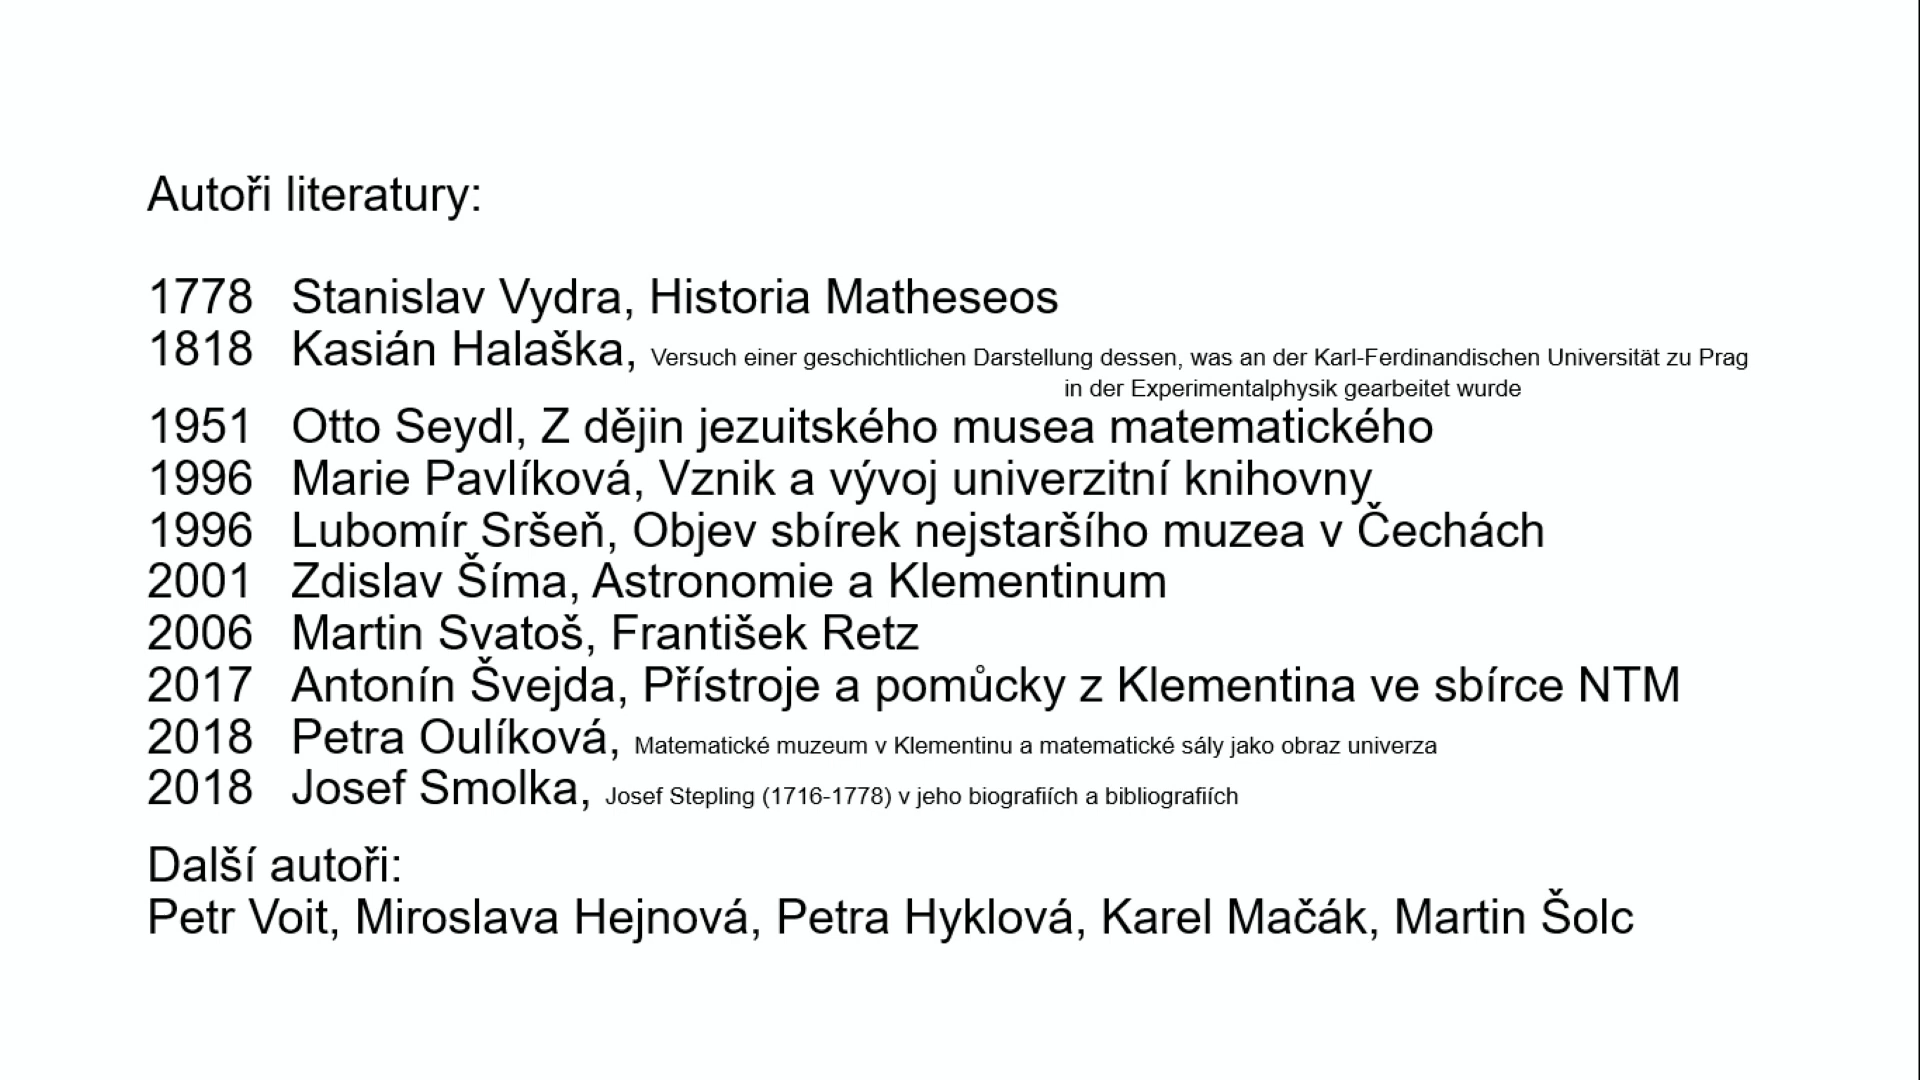 Autoři literatury:
1778 Stanislav Vydra, Historia Matheseos
1818 Kasián Halaška, Versuch einer geschichtlichen Darstellung dessen, was an der Karl-Ferdinandischen Universität zu Prag
in der Experimentalphysik gearbeitet wurde
1951 Otto Seydl, Z dějin jezuitského musea matematického
1996 Marie Pavlíková, Vznik a vývoj univerzitní knihovny
1996 Lubomír Sršeň, Objev sbírek nejstaršího muzea v Čechách
2001 Zdislav Šíma, Astronomie a Klementinum
2006 Martin Svatoš, František Retz
2017 Antonín Švejda, Přístroje a pomůcky z Klementina ve sbírce NTM
2018 Petra Oulíková, Matematické muzeum v Klementinu a matematické sály jako obraz univerza
2018 Josef Smolka, Josef Stepling (1716-1778) v jeho biografiích a bibliografiích
Další autoři:
Petr Voit, Miroslava Hejnová, Petra Hyklová, Karel Mačák, Martin Šolc